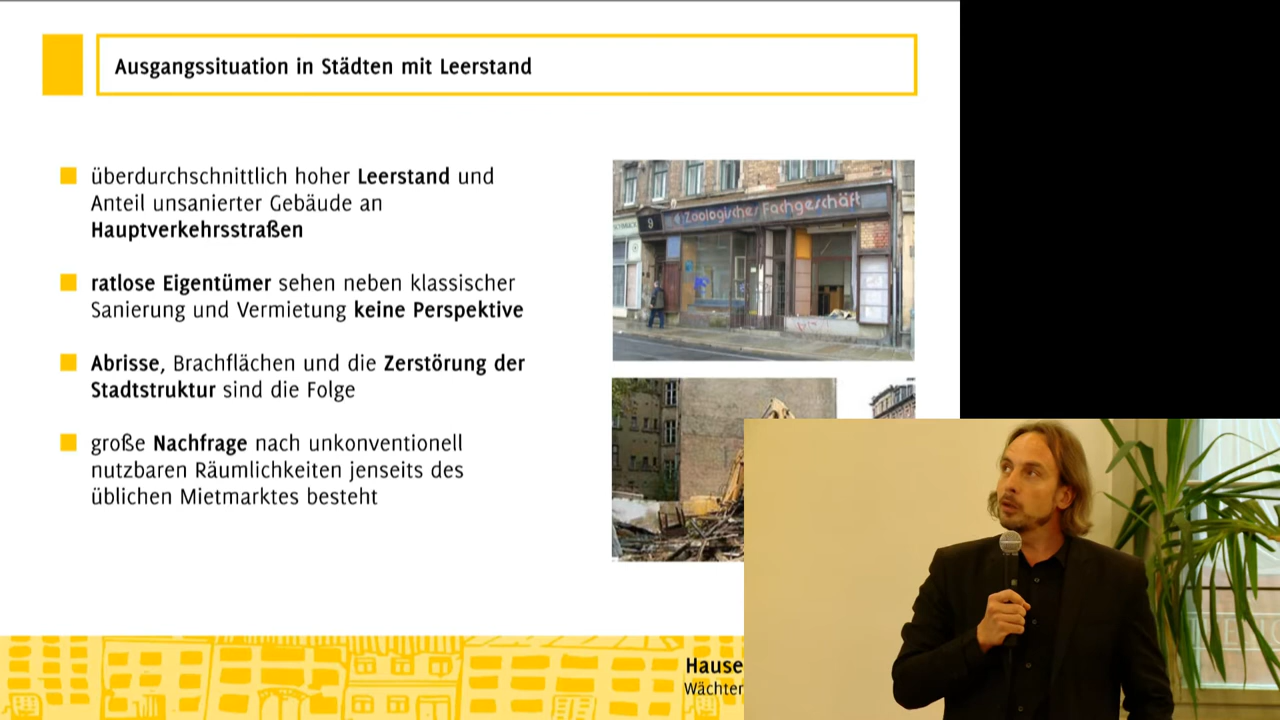 Ausgangssituation in Städten mit Leerstand
überdurchschnittlich hoher Leerstand und
Anteil unsanierter Gebäude an
Hauptverkehrsstraßen
ratlose Eigentümer sehen neben klassischer
Sanierung und Vermietung keine Perspektive
Abrisse, Brachflächen und die Zerstörung der
Stadtstruktur sind die Folge
große Nachfrage nach unkonventionell
nutzbaren Räumlichkeiten jenseits des
üblichen Mietmarktes besteht
Zoologisches Fachgeschäft
9
Hause
Wächter